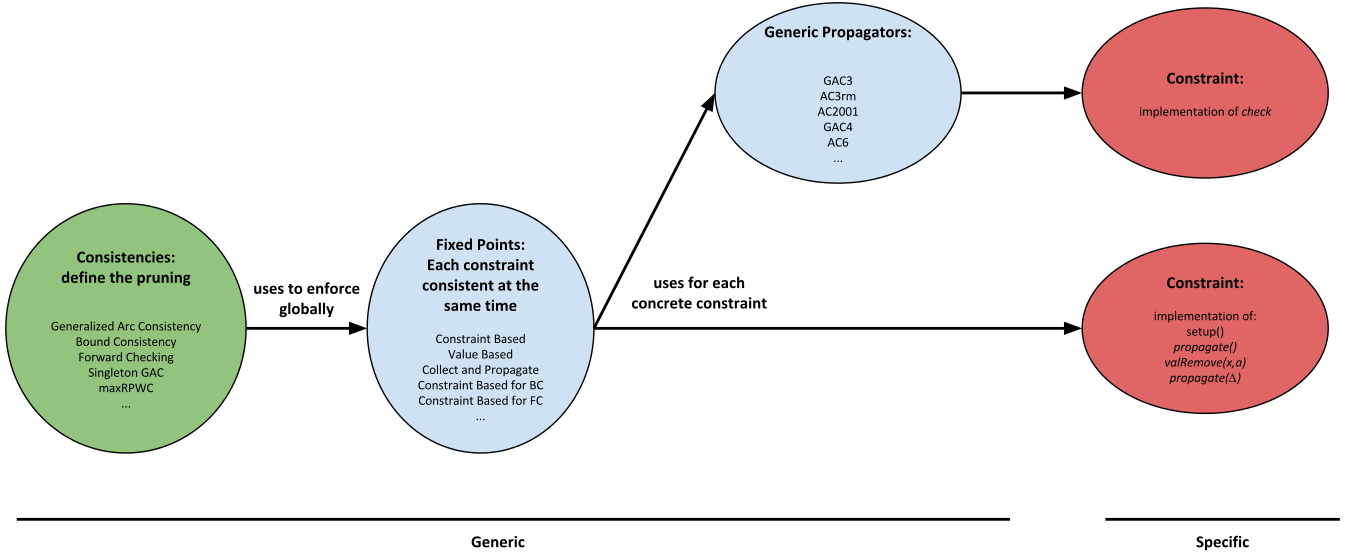 Consistencies:
define the pruning
Generalized Arc Consistency
Bound Consistency
Forward Checking
Singleton GAC
maxRPWC
...
uses to enforce
globally
Fixed Points:
Each constraint
consistent at the
same time
Constraint Based
Value Based
Collect and Propagate
Constraint Based for BC
Constraint Based for FC
...
uses for each
concrete constraint
Generic Propagators:
GAC3
AC3rm
AC2001
GAC4
AC6
...
Constraint:
implementation of check
Constraint:
implementation of:
setup()
propagate()
valRemove(x,a)
propagate(Δ)
Generic
Specific